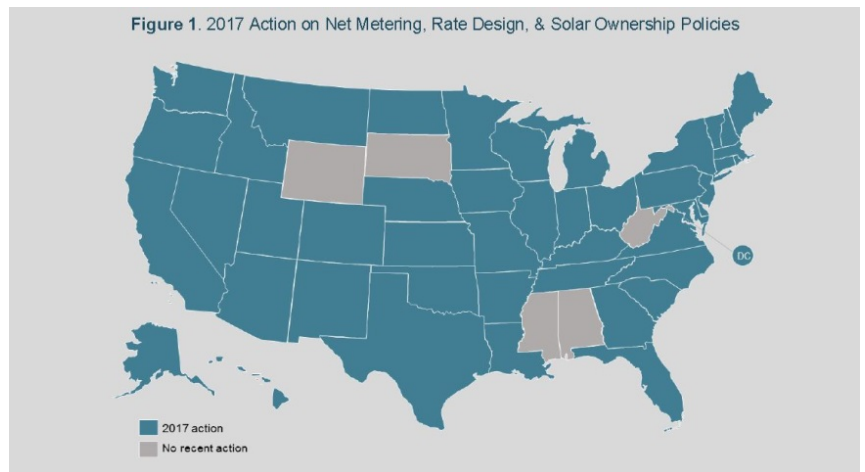 Figure 1. 2017 Action on Net Metering, Rate Design, & Solar Ownership Policies
DC
2017 action
No recent action